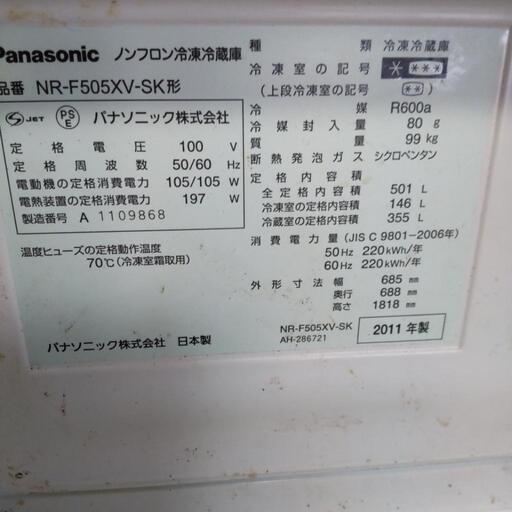 Panasonic ノンフロン冷凍冷蔵庫
品番 NR-F505XV-SK形
JET PS E パナソニック株式会社
定格電圧 100 V
定格周波数 50/60 Hz
電動機の定格消費電力 105/105 W
電熱装置の定格消費電力 197 W
製造番号 A 1109868
温度ヒューズの定格動作温度
70℃(冷凍室霜取用)
パナソニック株式会社 日本製
種類 冷凍冷蔵庫
冷凍室の記号 * ***
(上段冷凍室の記号) **
冷媒 R600a
冷媒封入量 80 g
質量 99 kg
断熱発泡ガス シクロペンタン
定格内容積
全定格内容積 501 L
冷凍室の定格内容積 146 L
冷蔵室の定格内容積 355 L
消費電力量(JIS C 9801-2006年)
50Hz 220kWh/年
60Hz 220kWh/年
外形寸法 幅 685 mm
奥行 688 mm
高さ 1818 mm
NR-F505XV-SK
AH-286721
2011年製